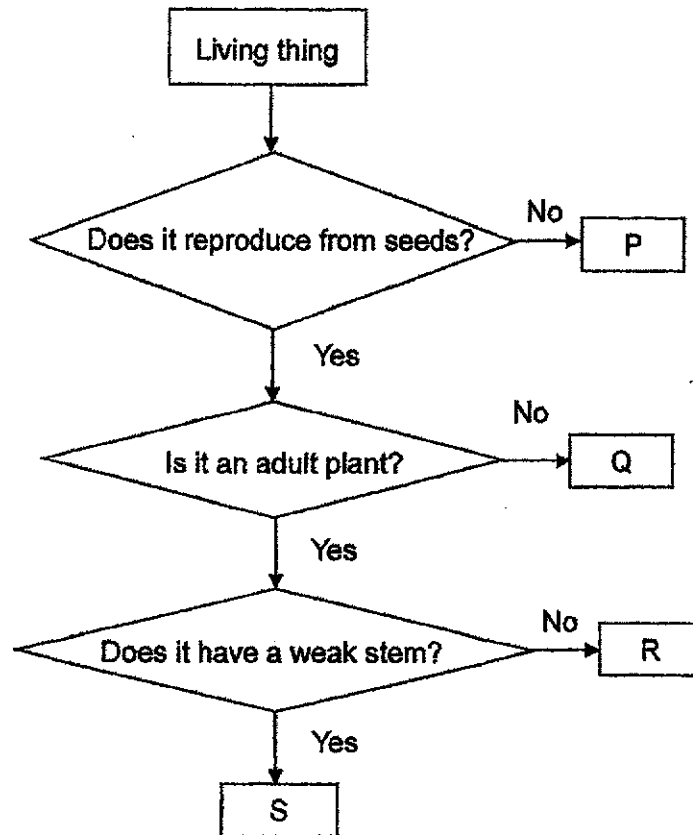 Living thing
Does it reproduce from seeds?
No
P
Yes
Is it an adult plant?
No
Q
Yes
Does it have a weak stem?
No
R
Yes
S